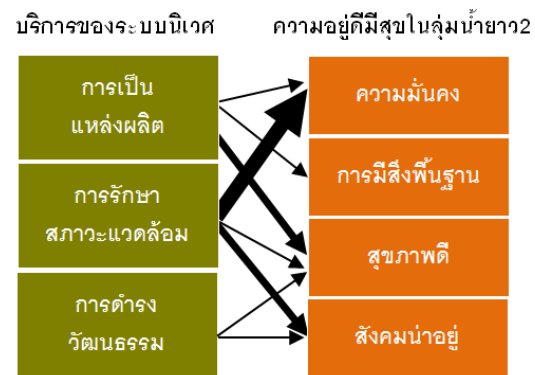 บริการของระบบนิเวศ
ความอยู่ดีมีสุขในลุ่มน้ำยาว2
การเป็น
แหล่งผลิต
การรักษา
สภาวะแวดล้อม
การดำรง
วัฒนธรรม
ความมั่นคง
การมีสิ่งพื้นฐาน
สุขภาพดี
สังคมน่าอยู่